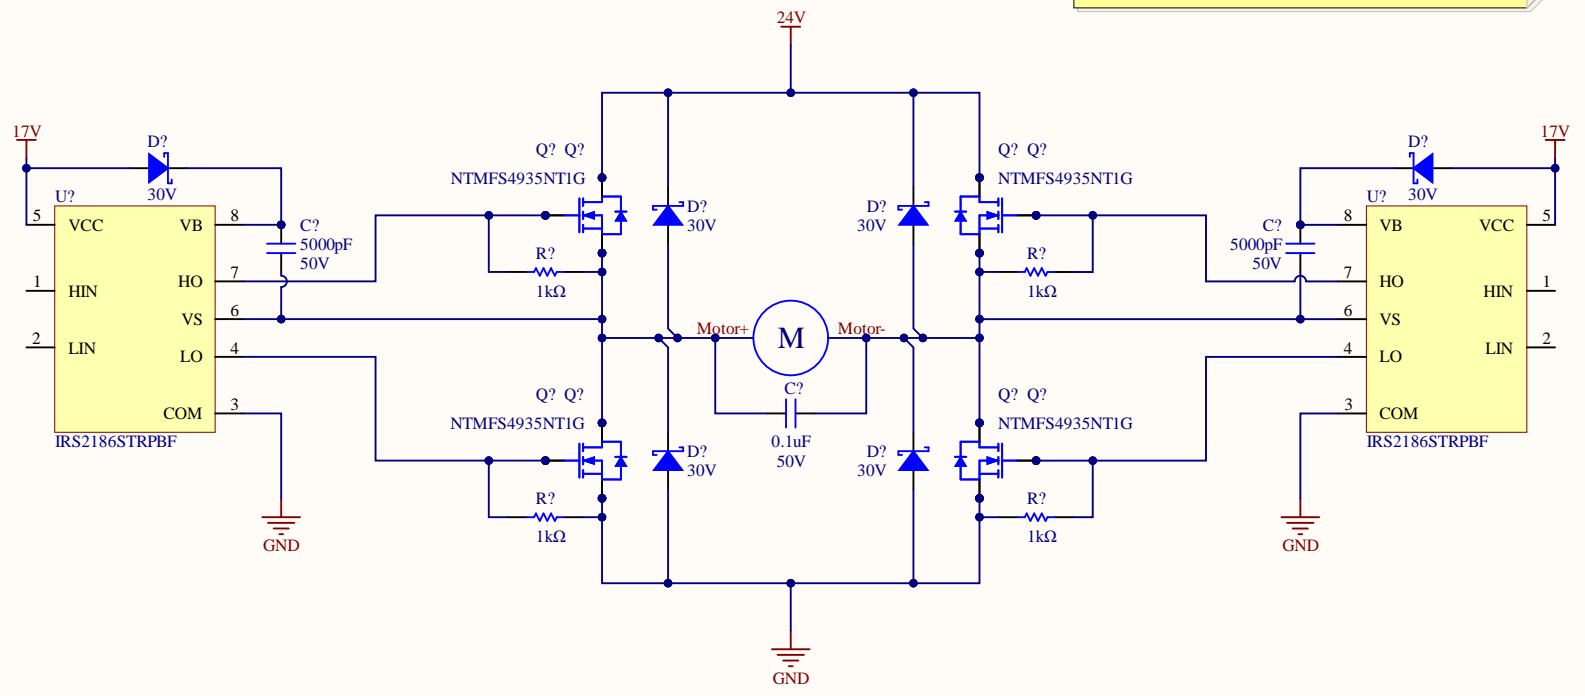 24V
17V
D?
30V
U?
5
VCC
VB
8
1
HIN
HO
7
VS
6
2
LIN
LO
4
COM
3
IRS2186STRPBF
C?
5000pF
50V
GND
Q? Q?
NTMFS4935NT1G
R?
1kΩ
D?
30V
Q? Q?
NTMFS4935NT1G
R?
1kΩ
D?
30V
Motor+
M
Motor-
C?
0.1uF
50V
GND
D?
30V
Q? Q?
NTMFS4935NT1G
R?
1kΩ
D?
30V
Q? Q?
NTMFS4935NT1G
R?
1kΩ
17V
D?
30V
C?
5000pF
50V
U?
8
VB
VCC
5
7
HO
HIN
1
6
VS
4
LO
LIN
2
3
COM
IRS2186STRPBF
GND